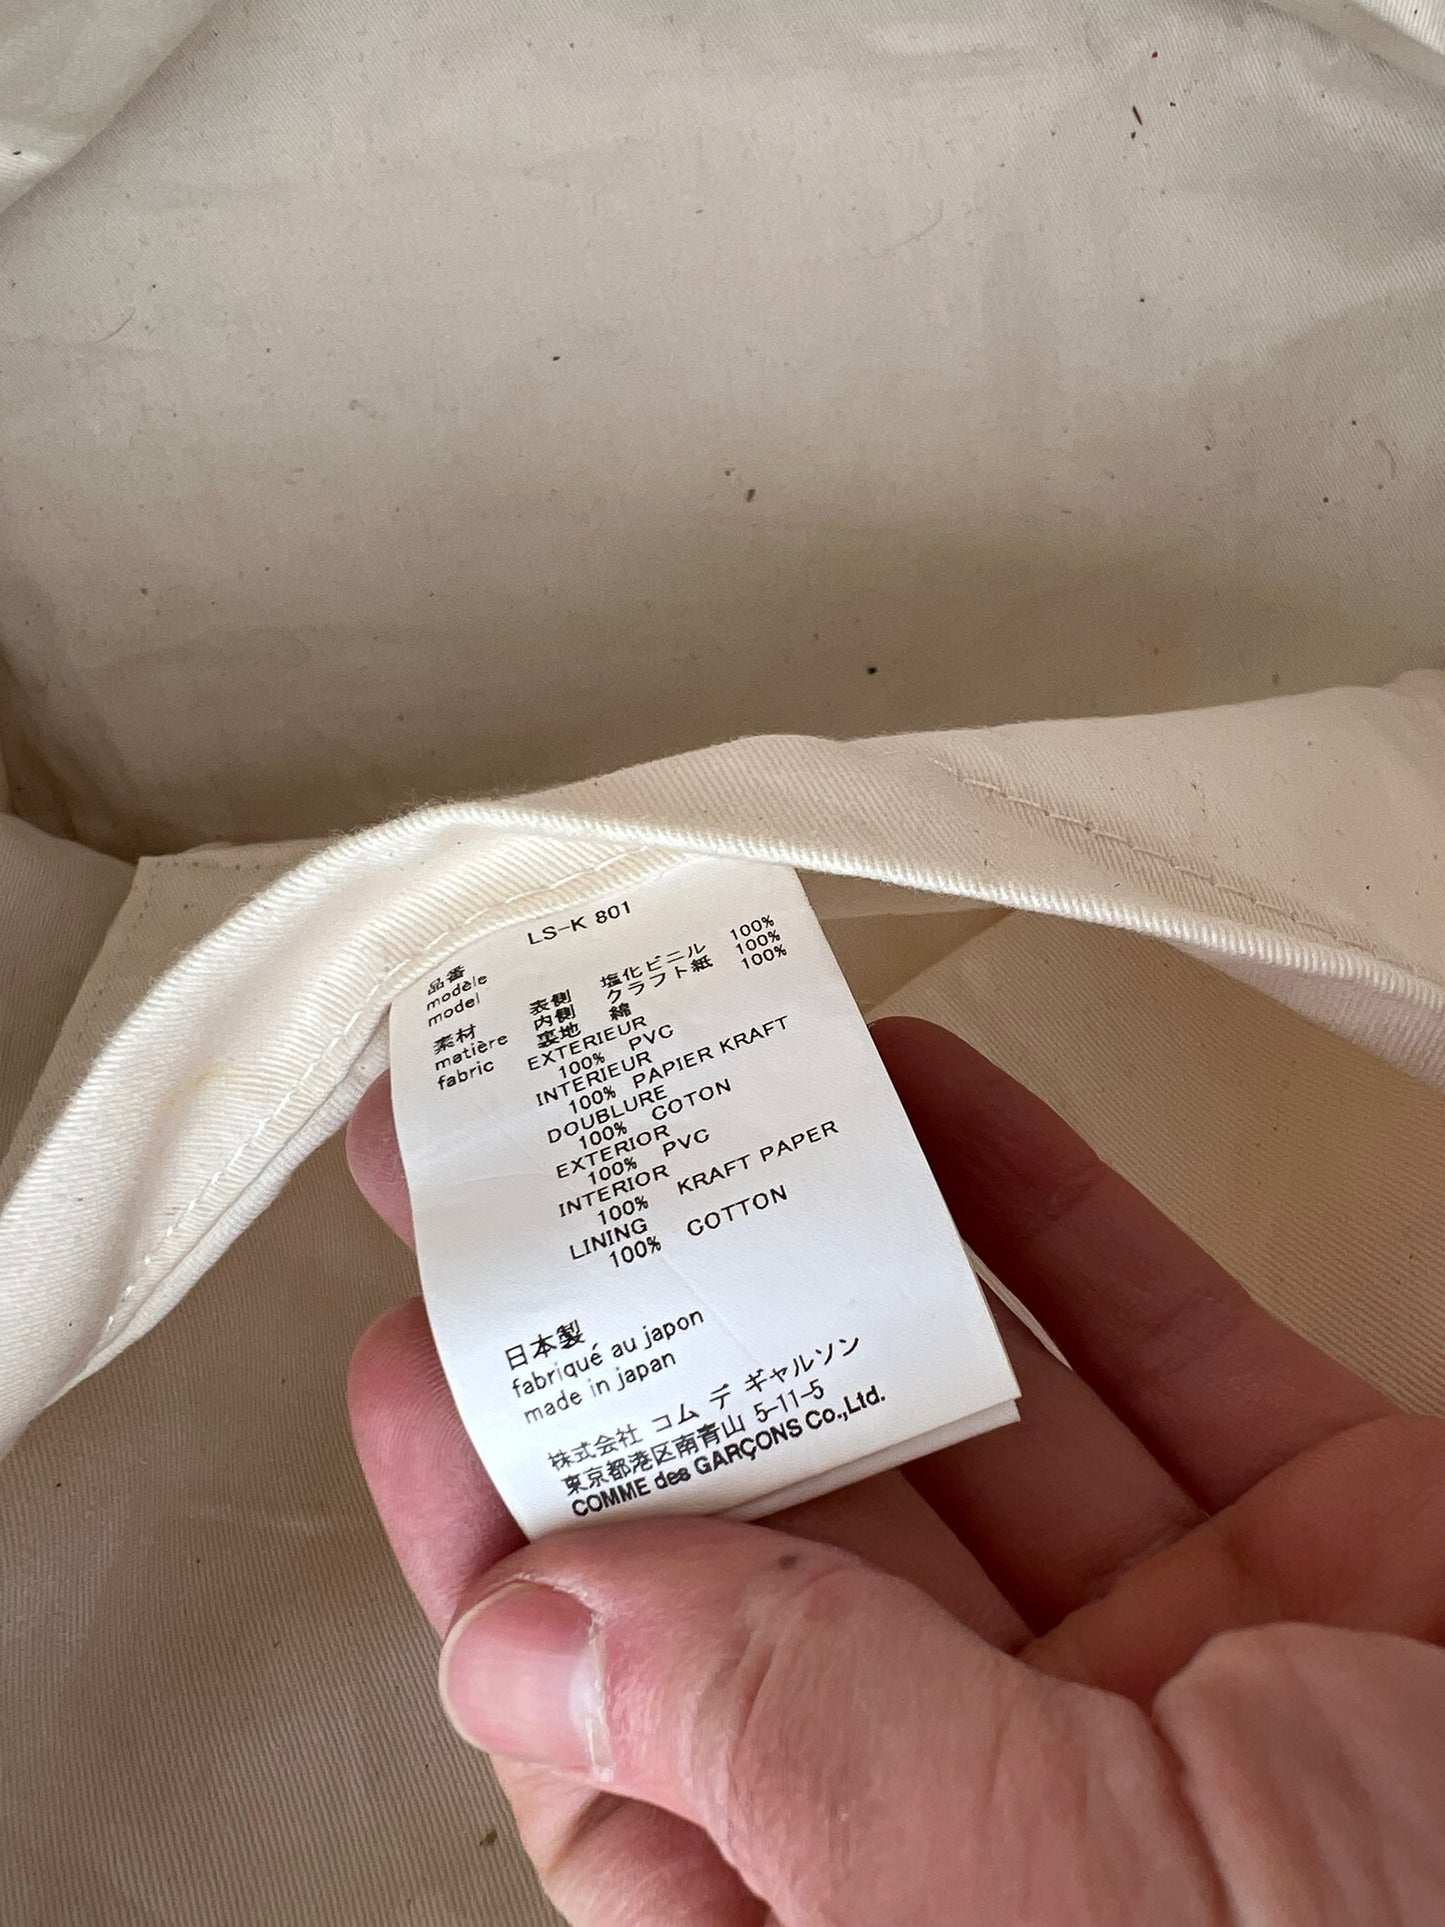 品番 LS-K 801
modèle
model
素材 表側 塩化ビニル 100%
matière 内側 クラフト紙 100%
fabric 裏地 綿 100%
EXTERIEUR
100% PVC
INTERIEUR
100% PAPIER KRAFT
DOUBLURE
100% COTON
EXTERIOR
100% PVC
INTERIOR
100% KRAFT PAPER
LINING
100% COTTON
日本製
fabriqué au japon
made in japan
株式会社 コム デ ギャルソン
東京都港区南青山 5-11-5
COMME des GARÇONS Co.,Ltd.